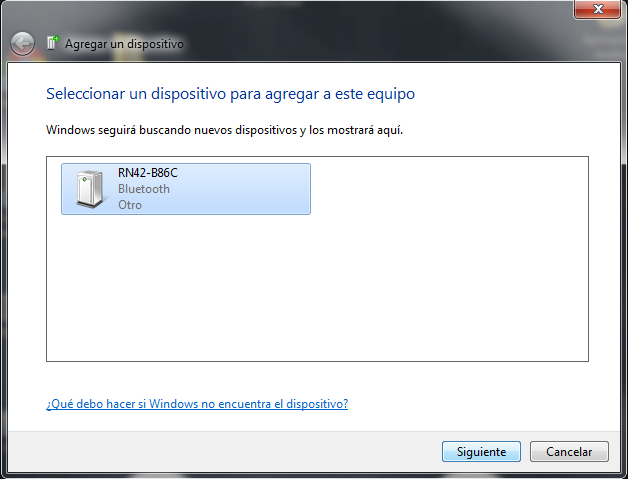 Agregar un dispositivo
Seleccionar un dispositivo para agregar a este equipo
Windows seguirá buscando nuevos dispositivos y los mostrará aquí.
RN42-B86C
Bluetooth
Otro
¿Qué debo hacer si Windows no encuentra el dispositivo?
Siguiente Cancelar